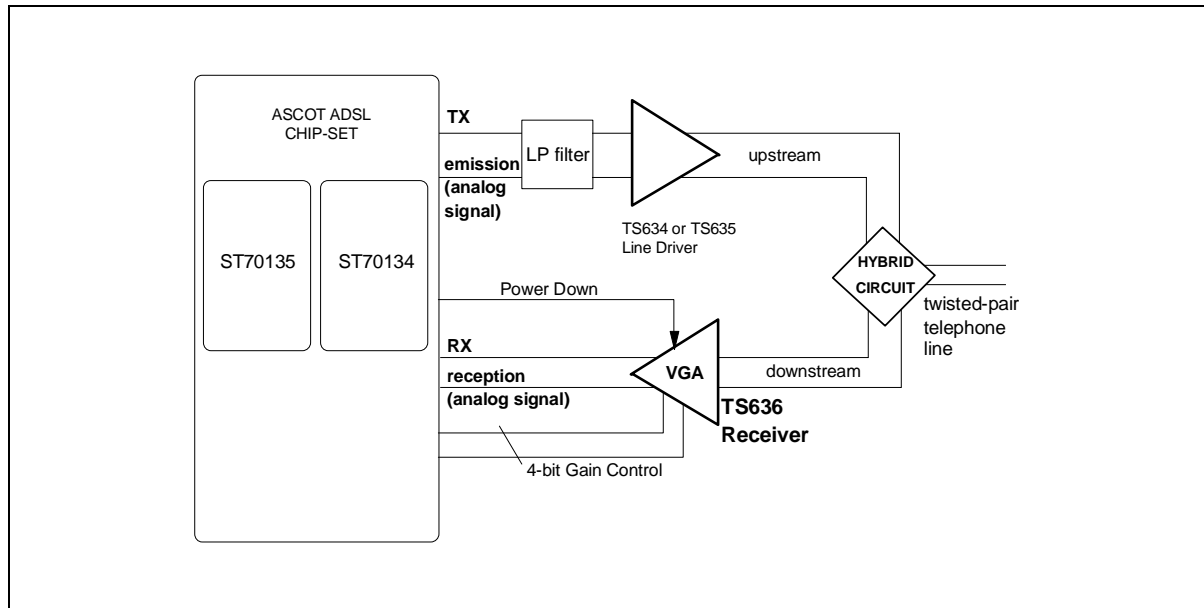 ASCOT ADSL
CHIP-SET
ST70135
ST70134
TX
emission
(analog
signal)
LP filter
TS634 or TS635
Line Driver
upstream
HYBRID
CIRCUIT
twisted-pair
telephone
line
Power Down
RX
reception
(analog signal)
VGA
downstream
TS636
Receiver
4-bit Gain Control